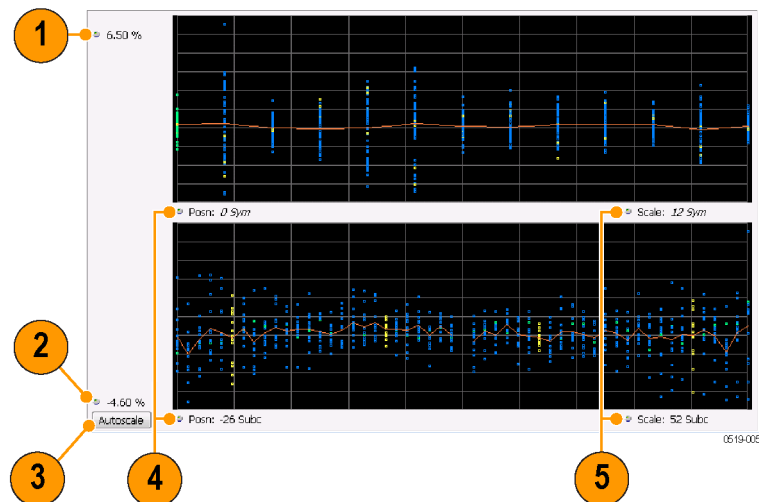 1
6.50 %
Posn: 0 Sym
Scale: 12 Sym
2
-4.60 %
Autoscale
Posn: -26 Subc
Scale: 52 Subc
0519-005
3
4
5